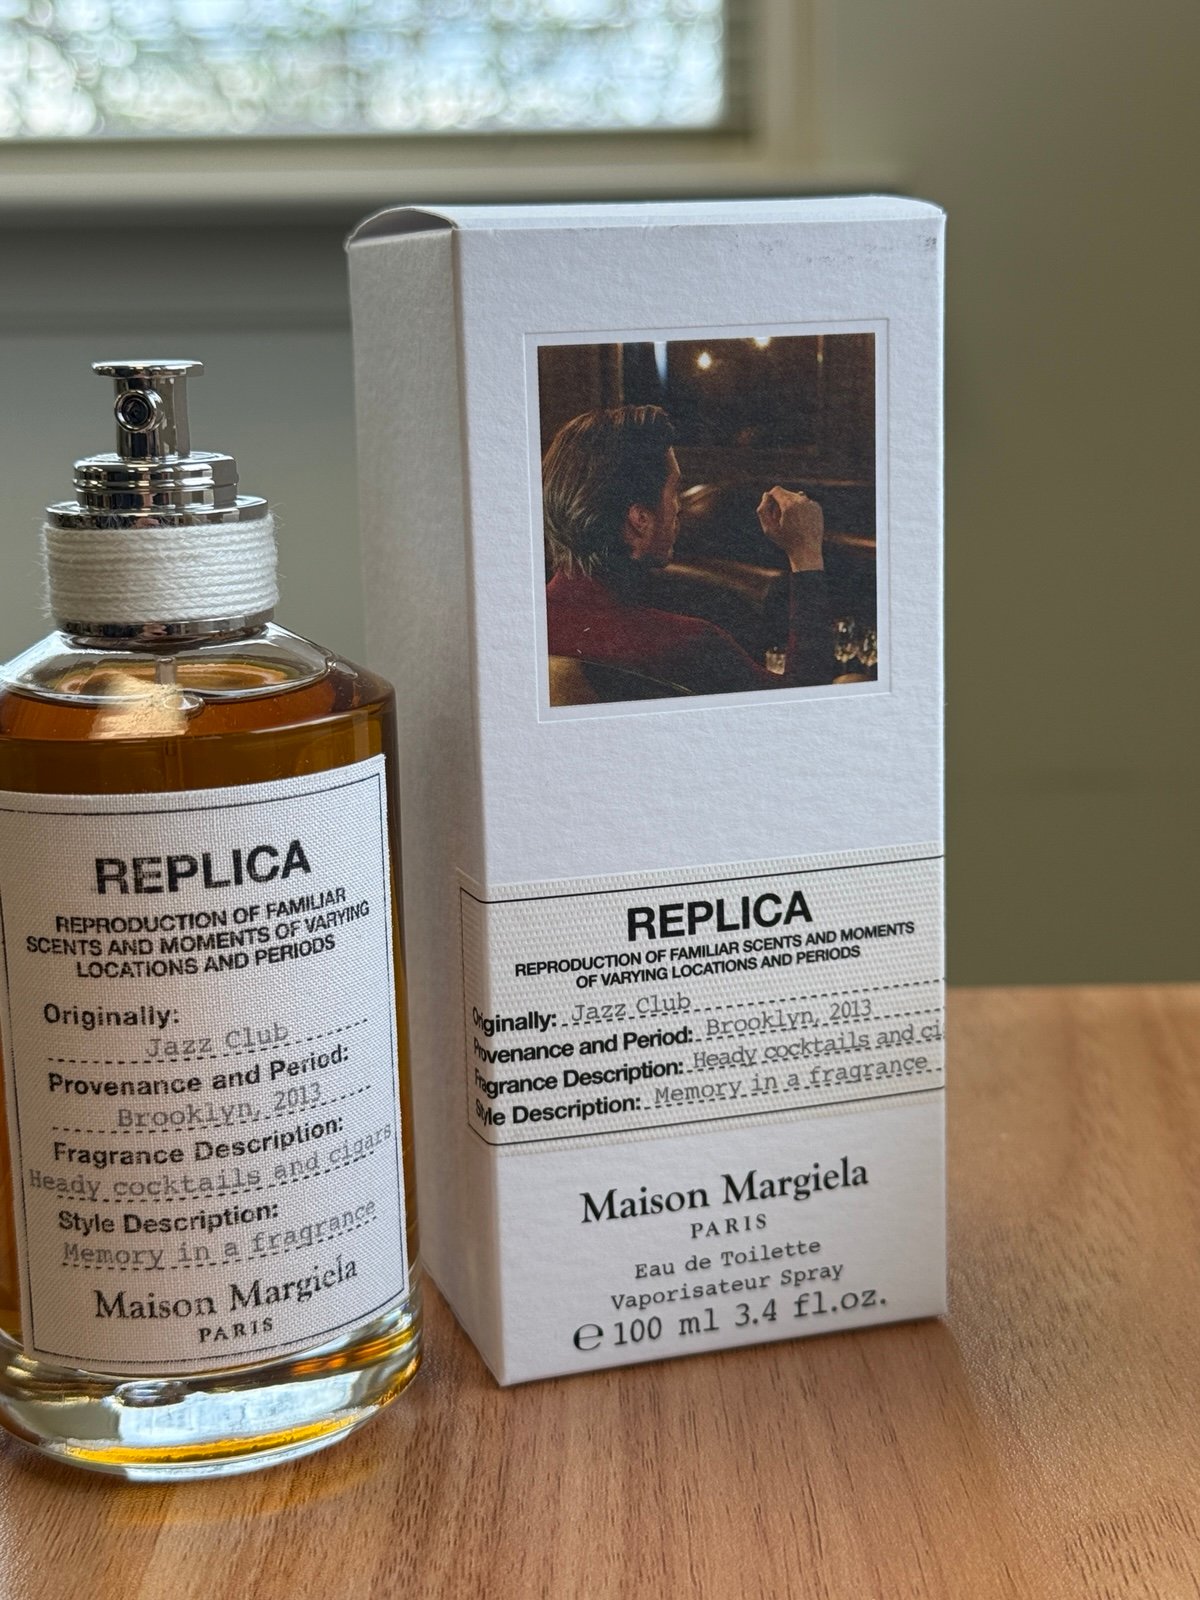 REPLICA
REPRODUCTION OF FAMILIAR
SCENTS AND MOMENTS OF VARYING
LOCATIONS AND PERIODS
Originally:
Jazz Club
Provenance and Period:
Brooklyn, 2013
Fragrance Description:
Heady cocktails and cigars
Style Description:
Memory in a fragrance
Maison Margiela
PARIS
REPLICA
REPRODUCTION OF FAMILIAR SCENTS AND MOMENTS
OF VARYING LOCATIONS AND PERIODS
Originally: Jazz Club
Provenance and Period: Brooklyn, 2013
Fragrance Description: Heady cocktails and ci
Style Description: Memory in a fragrance
Maison Margiela
PARIS
Eau de Toilette
Vaporisateur Spray
℮ 100 ml 3.4 fl.oz.